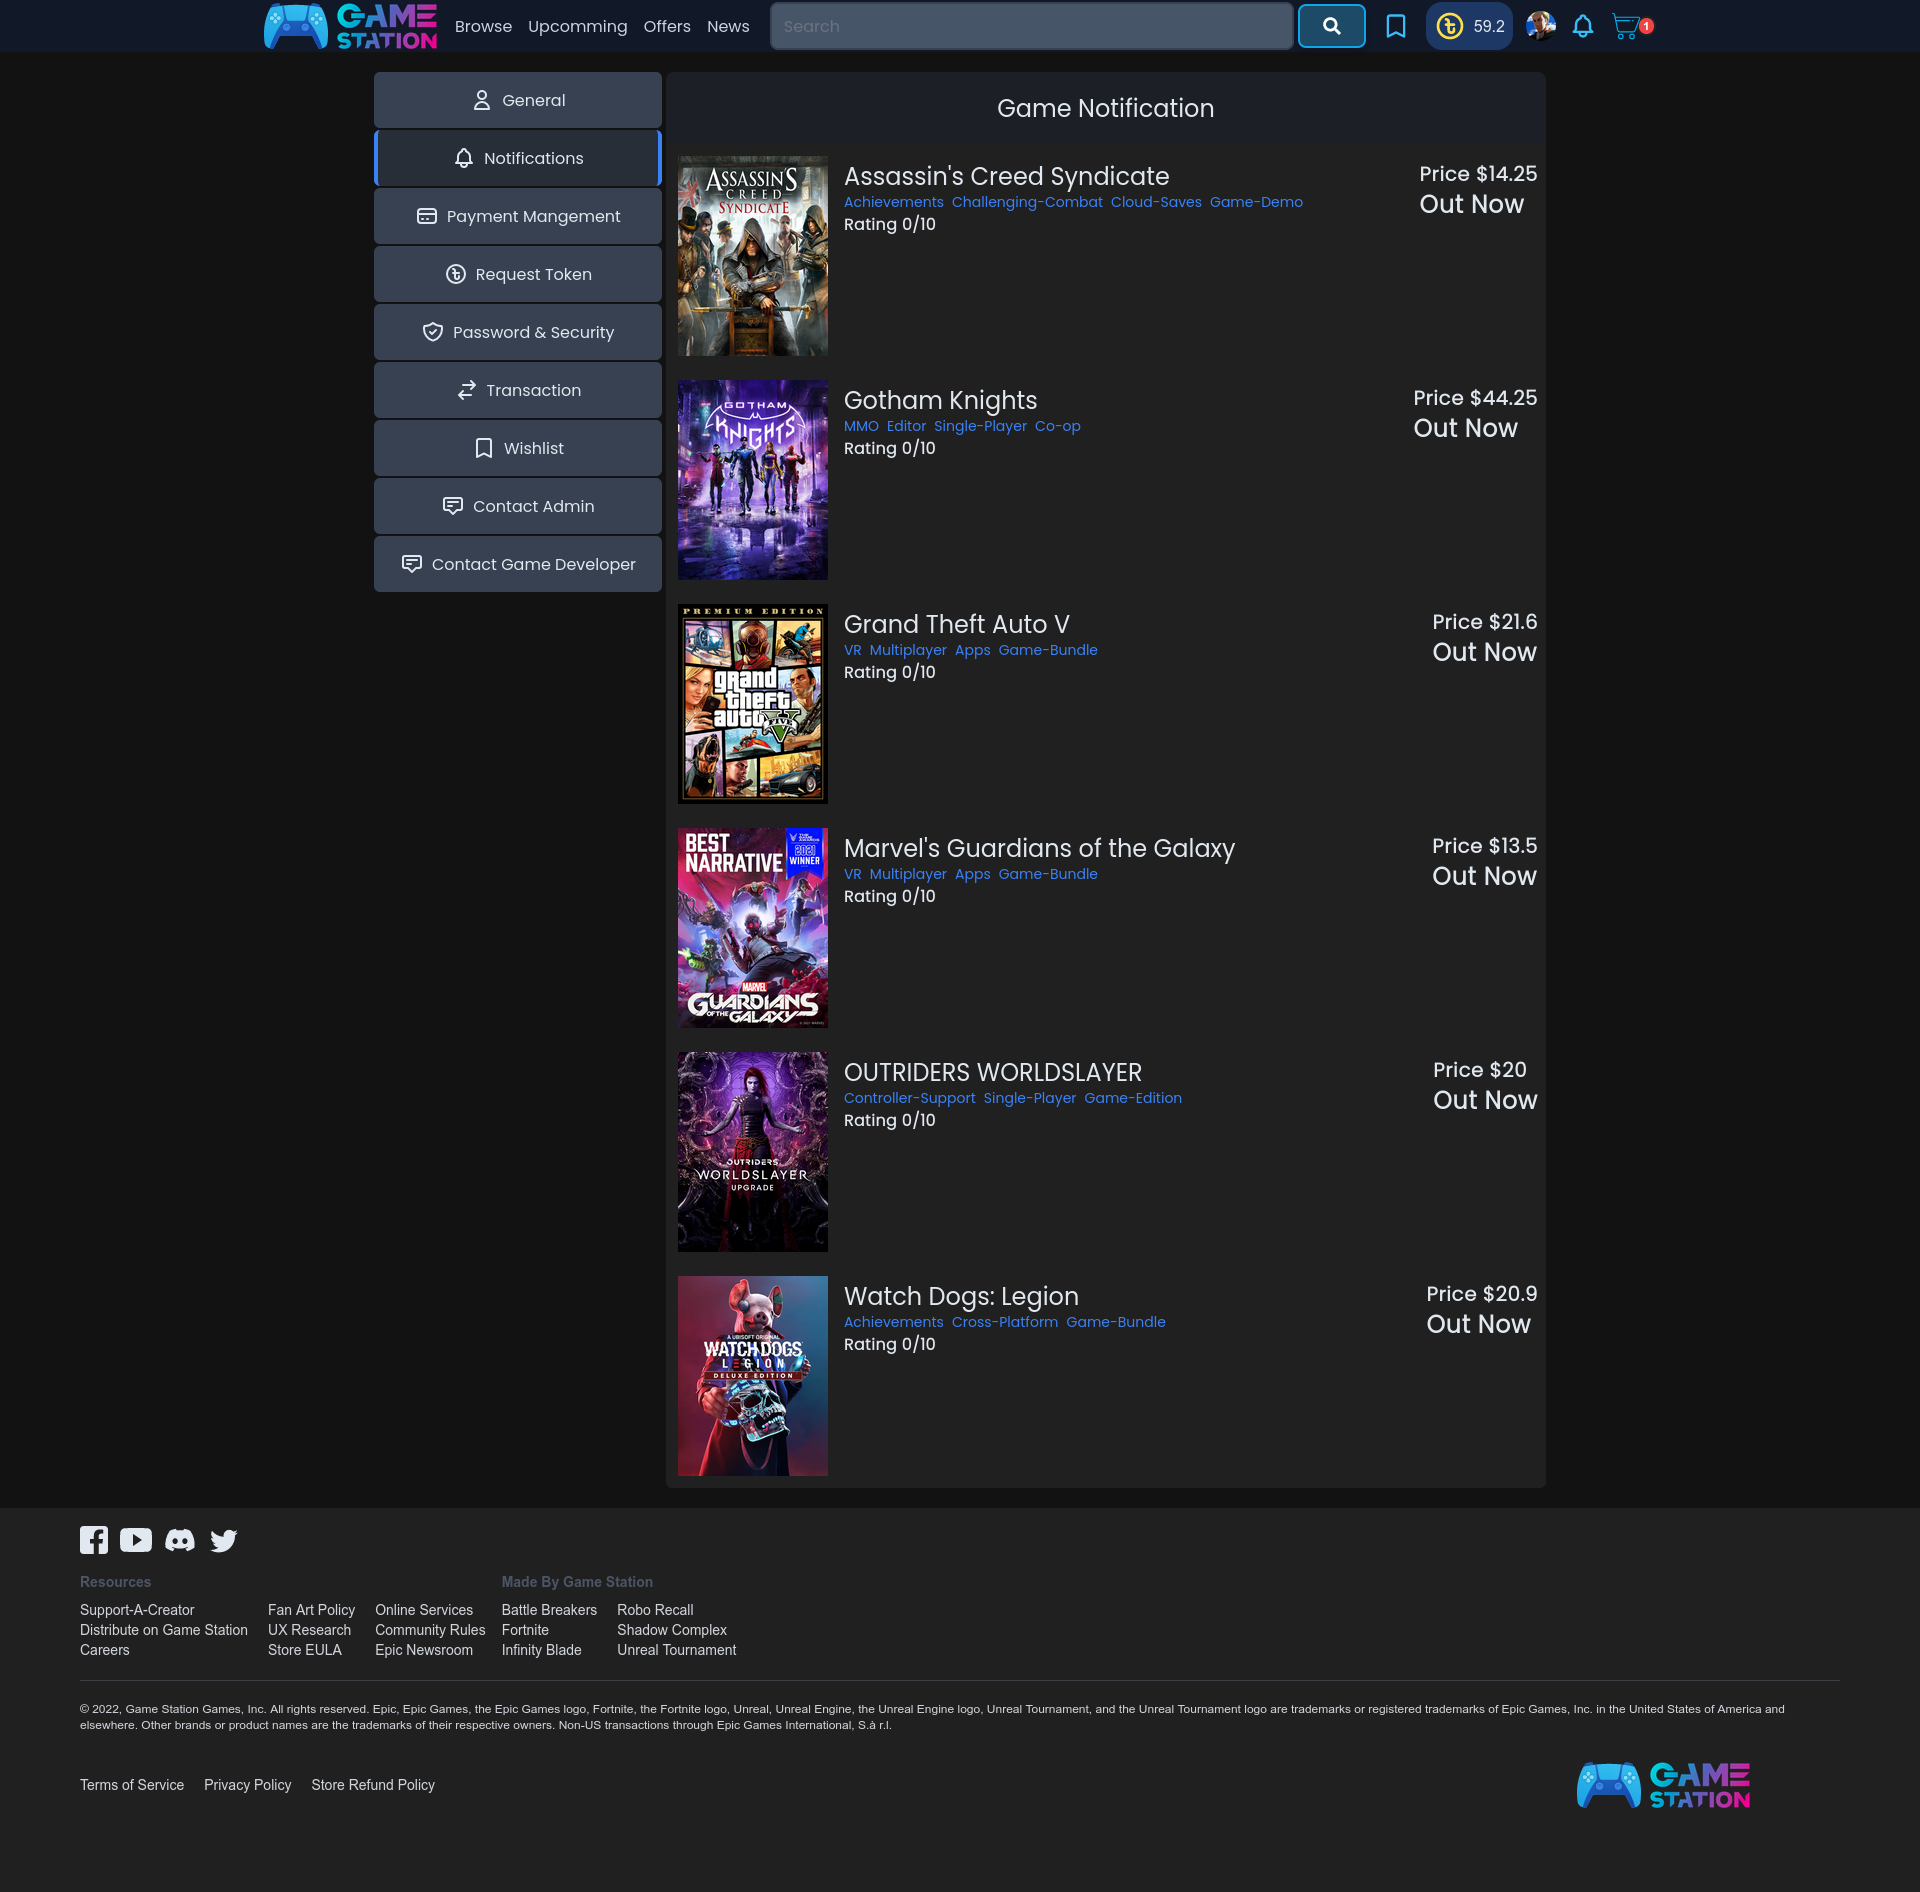 GAME STATION
Browse Upcomming Offers News Search 59.2 1
General
Notifications
Payment Mangement
Request Token
Password & Security
Transaction
Wishlist
Contact Admin
Contact Game Developer
Game Notification
ASSASSIN'S
CREED
SYNDICATE
Assassin's Creed Syndicate
Achievements Challenging-Combat Cloud-Saves Game-Demo
Rating 0/10
Price $14.25
Out Now
GOTHAM
KNIGHTS
Gotham Knights
MMO Editor Single-Player Co-op
Rating 0/10
Price $44.25
Out Now
PREMIUM EDITION
grand
theft
auto
FIVE
Grand Theft Auto V
VR Multiplayer Apps Game-Bundle
Rating 0/10
Price $21.6
Out Now
BEST
NARRATIVE
2021
WINNER
MARVEL
GUARDIANS
OF THE GALAXY
Marvel's Guardians of the Galaxy
VR Multiplayer Apps Game-Bundle
Rating 0/10
Price $13.5
Out Now
OUTRIDERS
WORLDSLAYER
UPGRADE
OUTRIDERS WORLDSLAYER
Controller-Support Single-Player Game-Edition
Rating 0/10
Price $20
Out Now
A UBISOFT ORIGINAL
WATCH DOGS
LEGION
DELUXE EDITION
Watch Dogs: Legion
Achievements Cross-Platform Game-Bundle
Rating 0/10
Price $20.9
Out Now
Resources
Support-A-Creator Fan Art Policy Online Services
Distribute on Game Station UX Research Community Rules
Careers Store EULA Epic Newsroom
Made By Game Station
Battle Breakers Robo Recall
Fortnite Shadow Complex
Infinity Blade Unreal Tournament
© 2022, Game Station Games, Inc. All rights reserved. Epic, Epic Games, the Epic Games logo, Fortnite, the Fortnite logo, Unreal, Unreal Engine, the Unreal Engine logo, Unreal Tournament, and the Unreal Tournament logo are trademarks or registered trademarks of Epic Games, Inc. in the United States of America and
elsewhere. Other brands or product names are the trademarks of their respective owners. Non-US transactions through Epic Games International, S.à r.l.
Terms of Service Privacy Policy Store Refund Policy
GAME
STATION